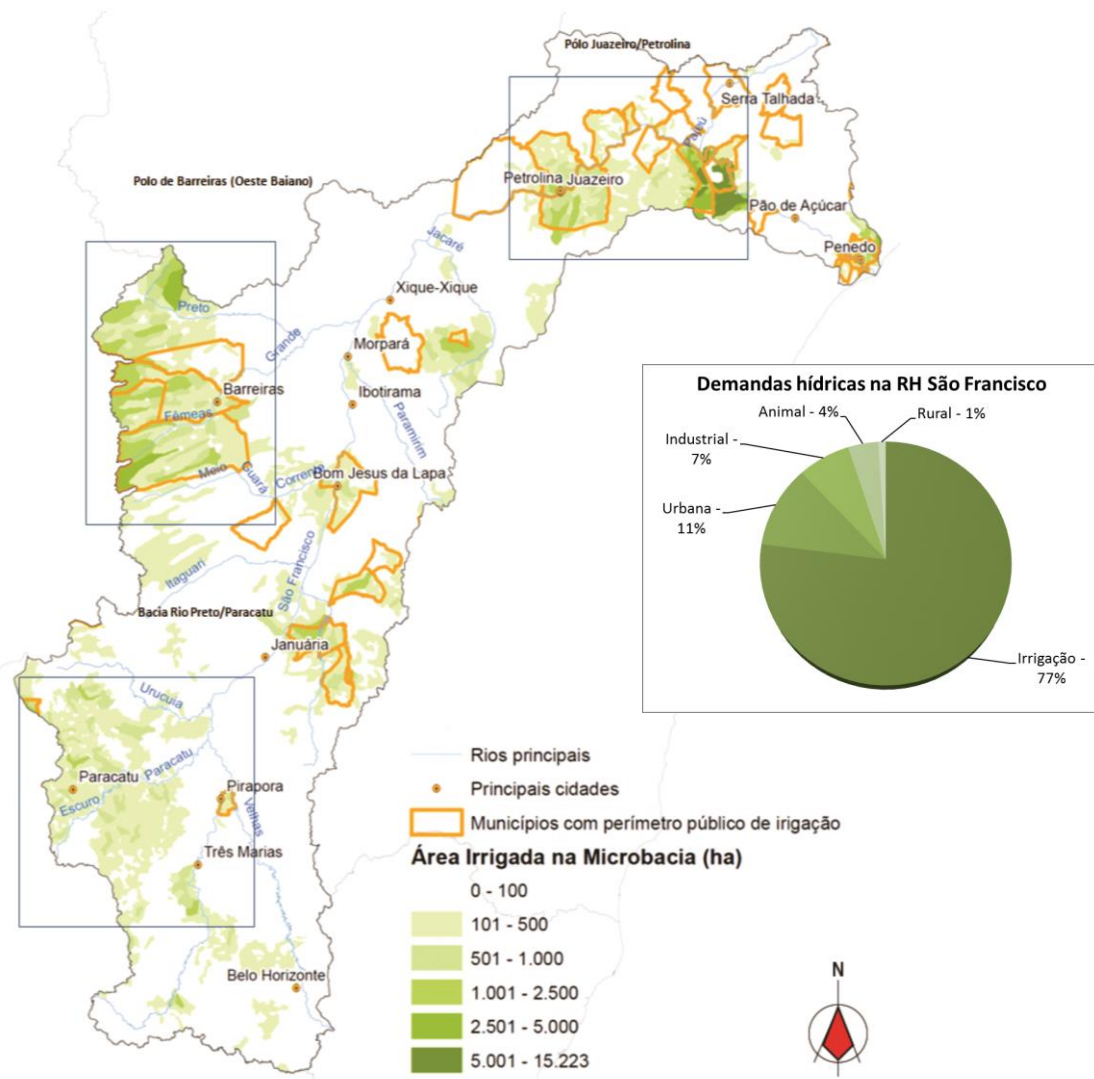 Pólo Juazeiro/Petrolina
Serra Talhada
Pajeú
Polo de Barreiras (Oeste Baiano)
Petrolina Juazeiro
Pão de Açúcar
Penedo
Jacaré
Xique-Xique
Preto
Grande
Morpará
Barreiras
Ibotirama
Fêmeas
Paramirim
Meio
Guará
Corrente
Bom Jesus da Lapa
São Francisco
Itaguari
Bacia Rio Preto/Paracatu
Januária
Urucuia
Paracatu
Paracatu
Escuro
Pirapora
Velhas
Três Marias
Belo Horizonte
Demandas hídricas na RH São Francisco
Animal - 4%
Rural - 1%
Industrial -
7%
Urbana -
11%
Irrigação -
77%
Rios principais
Principais cidades
Municípios com perímetro público de irigação
Área Irrigada na Microbacia (ha)
0 - 100
101 - 500
501 - 1.000
1.001 - 2.500
2.501 - 5.000
5.001 - 15.223
N